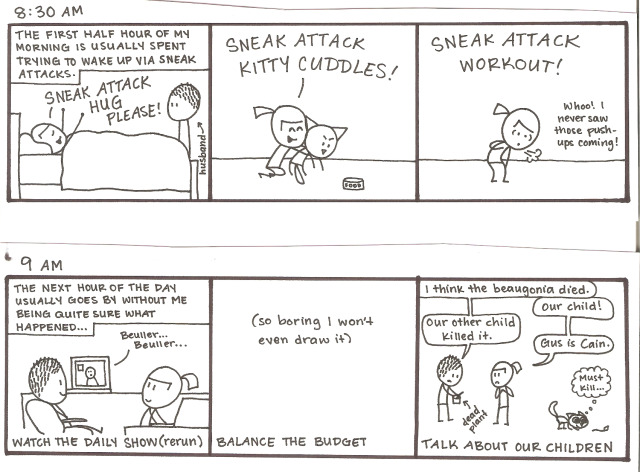 8:30 AM
THE FIRST HALF HOUR OF MY
MORNING IS USUALLY SPENT
TRYING TO WAKE UP VIA SNEAK
ATTACKS.
SNEAK ATTACK
HUG
PLEASE!
husband
SNEAK ATTACK
KITTY CUDDLES!
FOOD
SNEAK ATTACK
WORKOUT!
Whoo! I
never saw
those push-
ups coming!
9 AM
THE NEXT HOUR OF THE DAY
USUALLY GOES BY WITHOUT ME
BEING QUITE SURE WHAT
HAPPENED...
Beuller...
Beuller...
WATCH THE DAILY SHOW (rerun)
(so boring I won't
even draw it)
BALANCE THE BUDGET
I think the beaugonia died.
Our child!
Our other child
killed it.
Gus is Cain.
Must
kill...
dead
plant
TALK ABOUT OUR CHILDREN